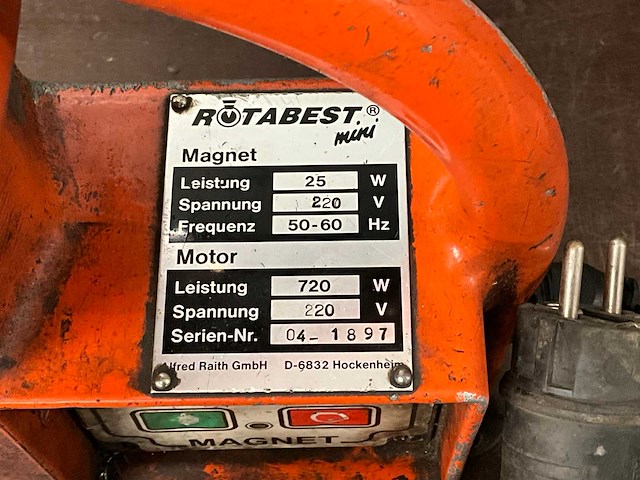 ROTABEST®
mini
Magnet
Leistung 25 W
Spannung 220 V
Frequenz 50-60 Hz
Motor
Leistung 720 W
Spannung 220 V
Serien-Nr. 04-1897
Alfred Raith GmbH D-6832 Hockenheim
MAGNET